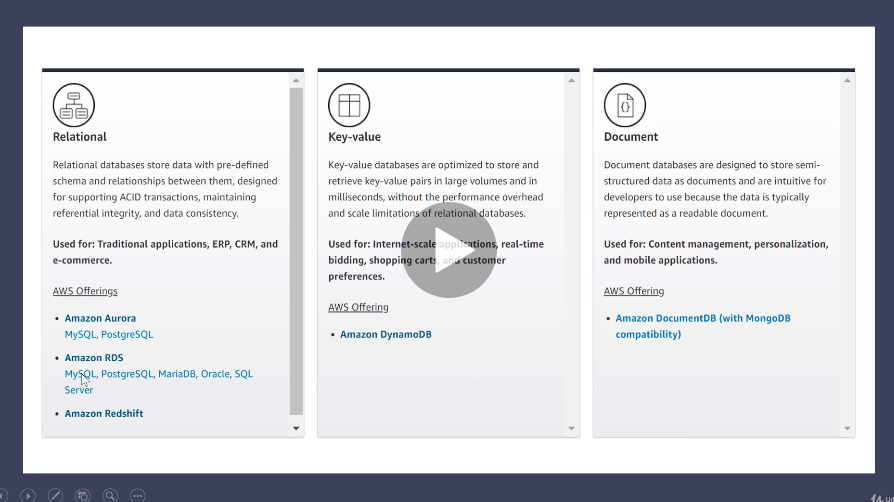 Relational
Relational databases store data with pre-defined
schema and relationships between them, designed
for supporting ACID transactions, maintaining
referential integrity, and data consistency.
Used for: Traditional applications, ERP, CRM, and
e-commerce.
AWS Offerings
• Amazon Aurora
MySQL, PostgreSQL
• Amazon RDS
MySQL, PostgreSQL, MariaDB, Oracle, SQL
Server
• Amazon Redshift
Key-value
Key-value databases are optimized to store and
retrieve key-value pairs in large volumes and in
milliseconds, without the performance overhead
and scale limitations of relational databases.
Used for: Internet-scale applications, real-time
bidding, shopping carts, and customer
preferences.
AWS Offering
• Amazon DynamoDB
Document
Document databases are designed to store semi-
structured data as documents and are intuitive for
developers to use because the data is typically
represented as a readable document.
Used for: Content management, personalization,
and mobile applications.
AWS Offering
• Amazon DocumentDB (with MongoDB
compatibility)